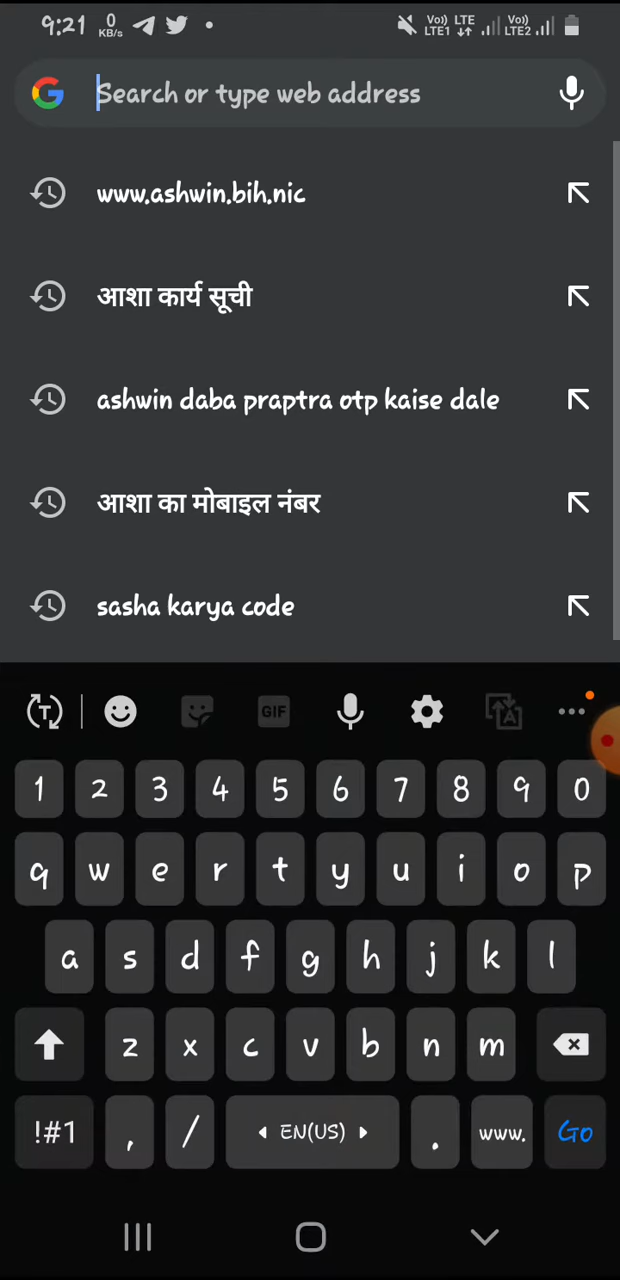 9:21 0 KB/s Vo)) LTE1 LTE Vo)) LTE2
Search or type web address
www.ashwin.bih.nic
आशा कार्य सूची
ashwin daba praptra otp kaise dale
आशा का मोबाइल नंबर
sasha karya code
T GIF A
1 2 3 4 5 6 7 8 9 0
q w e r t y u i o p
a s d f g h j k l
z x c v b n m
!#1 , / EN(US) . www. Go